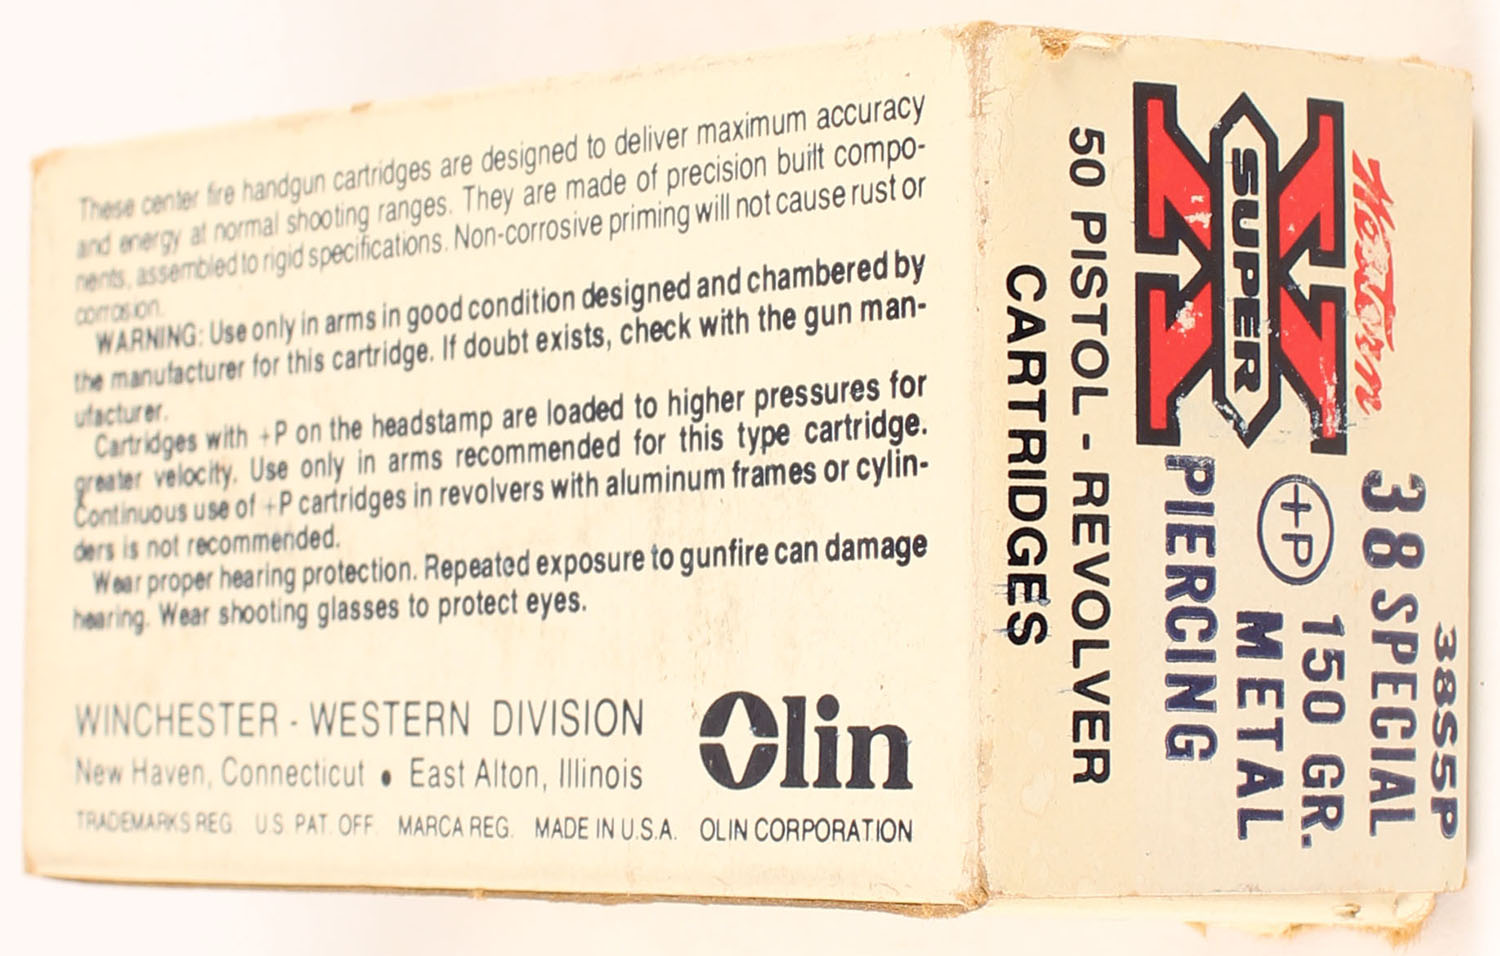 These center fire handgun cartridges are designed to deliver maximum accuracy
and energy at normal shooting ranges. They are made of precision built compo-
nents, assembled to rigid specifications. Non-corrosive priming will not cause rust or
corrosion.
WARNING: Use only in arms in good condition designed and chambered by
the manufacturer for this cartridge. If doubt exists, check with the gun man-
ufacturer.
Cartridges with +P on the headstamp are loaded to higher pressures for
greater velocity. Use only in arms recommended for this type cartridge.
Continuous use of +P cartridges in revolvers with aluminum frames or cylin-
ders is not recommended.
Wear proper hearing protection. Repeated exposure to gunfire can damage
hearing. Wear shooting glasses to protect eyes.
WINCHESTER - WESTERN DIVISION
New Haven, Connecticut • East Alton, Illinois
Olin
TRADEMARKS REG. U.S. PAT. OFF. MARCA REG. MADE IN U.S.A. OLIN CORPORATION
38S5P
Western
SUPER
X
38 SPECIAL
+P 150 GR.
METAL
PIERCING
50 PISTOL - REVOLVER
CARTRIDGES